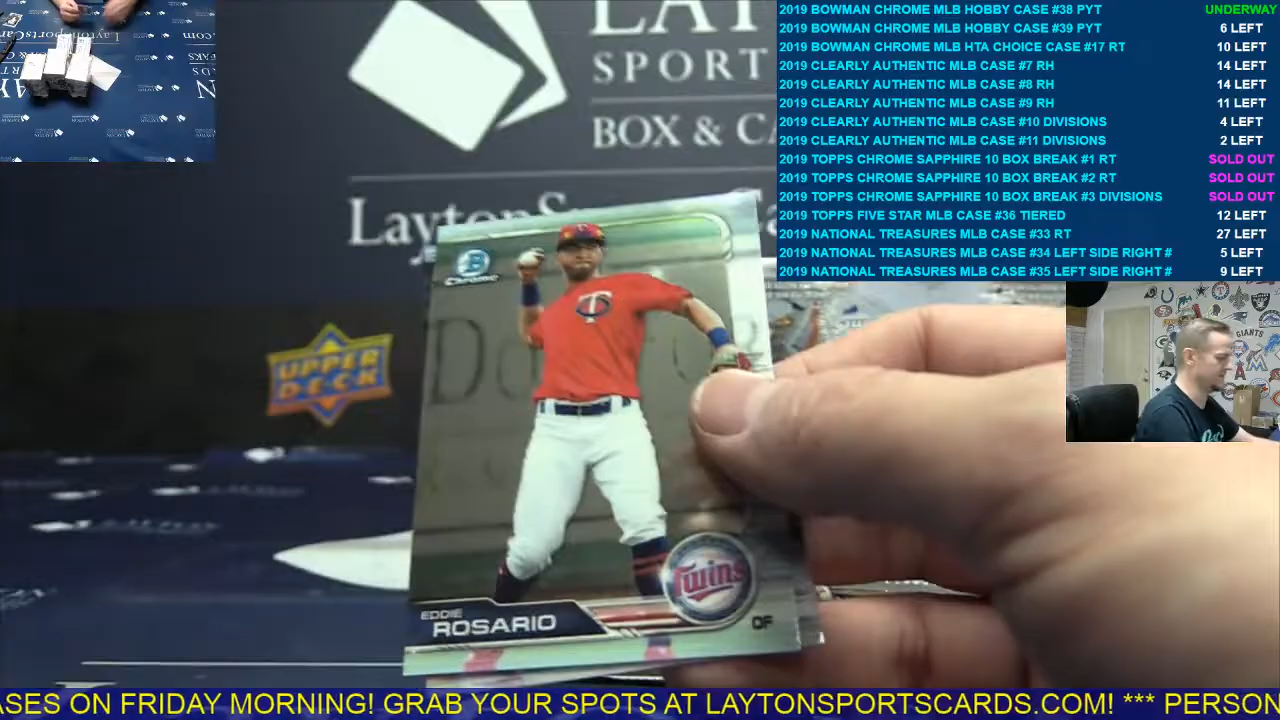 2019 BOWMAN CHROME MLB HOBBY CASE #38 PYT UNDERWAY
2019 BOWMAN CHROME MLB HOBBY CASE #39 PYT 6 LEFT
2019 BOWMAN CHROME MLB HTA CHOICE CASE #17 RT 10 LEFT
2019 CLEARLY AUTHENTIC MLB CASE #7 RH 14 LEFT
2019 CLEARLY AUTHENTIC MLB CASE #8 RH 14 LEFT
2019 CLEARLY AUTHENTIC MLB CASE #9 RH 11 LEFT
2019 CLEARLY AUTHENTIC MLB CASE #10 DIVISIONS 4 LEFT
2019 CLEARLY AUTHENTIC MLB CASE #11 DIVISIONS 2 LEFT
2019 TOPPS CHROME SAPPHIRE 10 BOX BREAK #1 RT SOLD OUT
2019 TOPPS CHROME SAPPHIRE 10 BOX BREAK #2 RT SOLD OUT
2019 TOPPS CHROME SAPPHIRE 10 BOX BREAK #3 DIVISIONS SOLD OUT
2019 TOPPS FIVE STAR MLB CASE #36 TIERED 12 LEFT
2019 NATIONAL TREASURES MLB CASE #33 RT 27 LEFT
2019 NATIONAL TREASURES MLB CASE #34 LEFT SIDE RIGHT # 5 LEFT
2019 NATIONAL TREASURES MLB CASE #35 LEFT SIDE RIGHT # 9 LEFT
LAY
SPORT
BOX & CA
LaytonSp
B
Chrome
UPPER
DECK
GIANTS
Twins
EDDIE
ROSARIO
OF
ASES ON FRIDAY MORNING! GRAB YOUR SPOTS AT LAYTONSPORTSCARDS.COM! *** PERSON